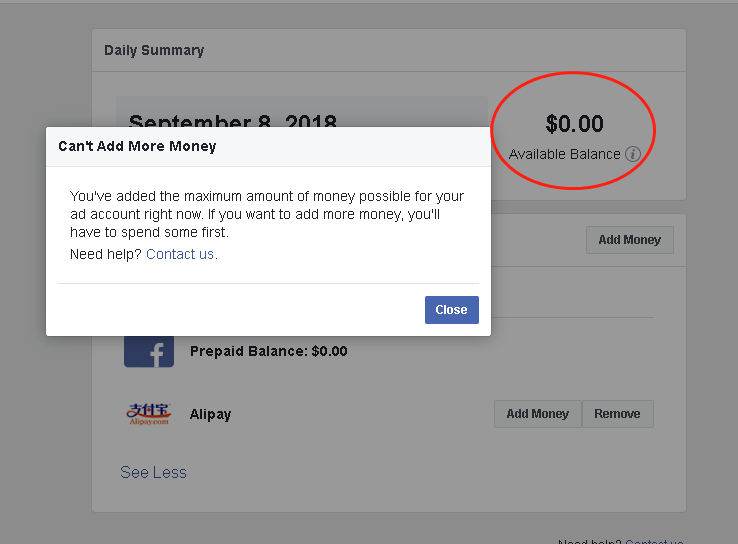 Daily Summary
September 8, 2018
$0.00
Available Balance
Can't Add More Money
You've added the maximum amount of money possible for your
ad account right now. If you want to add more money, you'll
have to spend some first.
Need help? Contact us.
Close
Add Money
Prepaid Balance: $0.00
支付宝
Alipay.com
Alipay
Add Money
Remove
See Less
Need help? Contact us